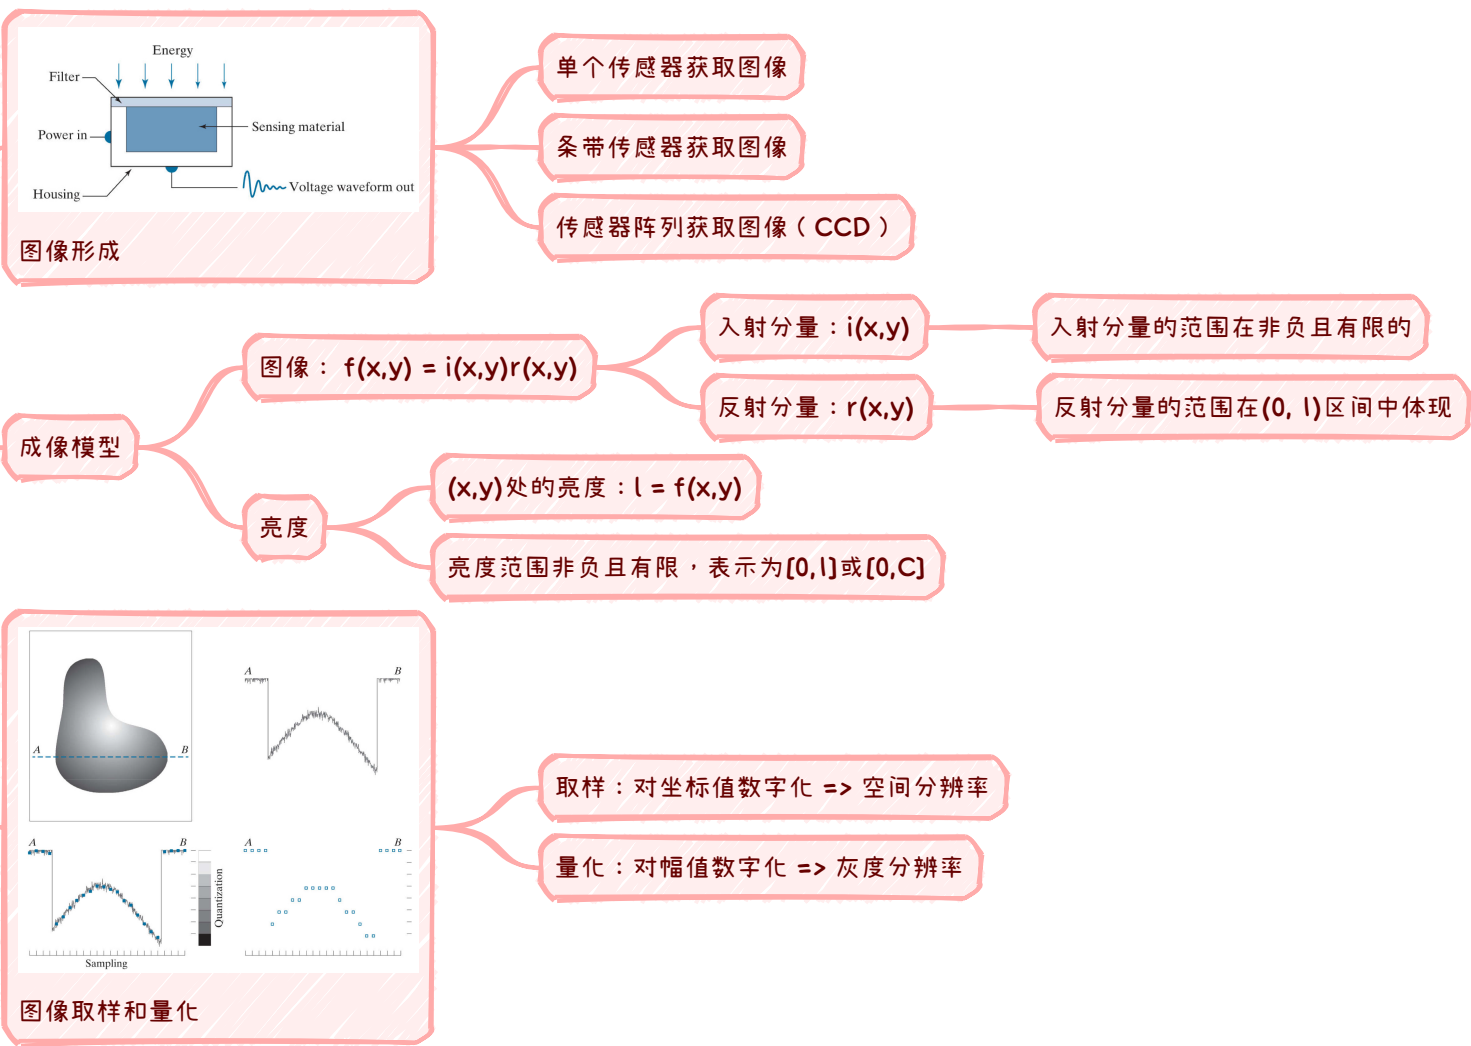 Energy
Filter
Power in
Sensing material
Housing
Voltage waveform out
图像形成
单个传感器获取图像
条带传感器获取图像
传感器阵列获取图像（CCD）
成像模型
图像：f(x,y) = i(x,y)r(x,y)
入射分量：i(x,y)
入射分量的范围在非负且有限的
反射分量：r(x,y)
反射分量的范围在(0, 1)区间中体现
亮度
(x,y)处的亮度：l = f(x,y)
亮度范围非负且有限，表示为[0,1]或[0,C]
A B
A B
A B
A B
Quantization
Sampling
图像取样和量化
取样：对坐标值数字化 => 空间分辨率
量化：对幅值数字化 => 灰度分辨率